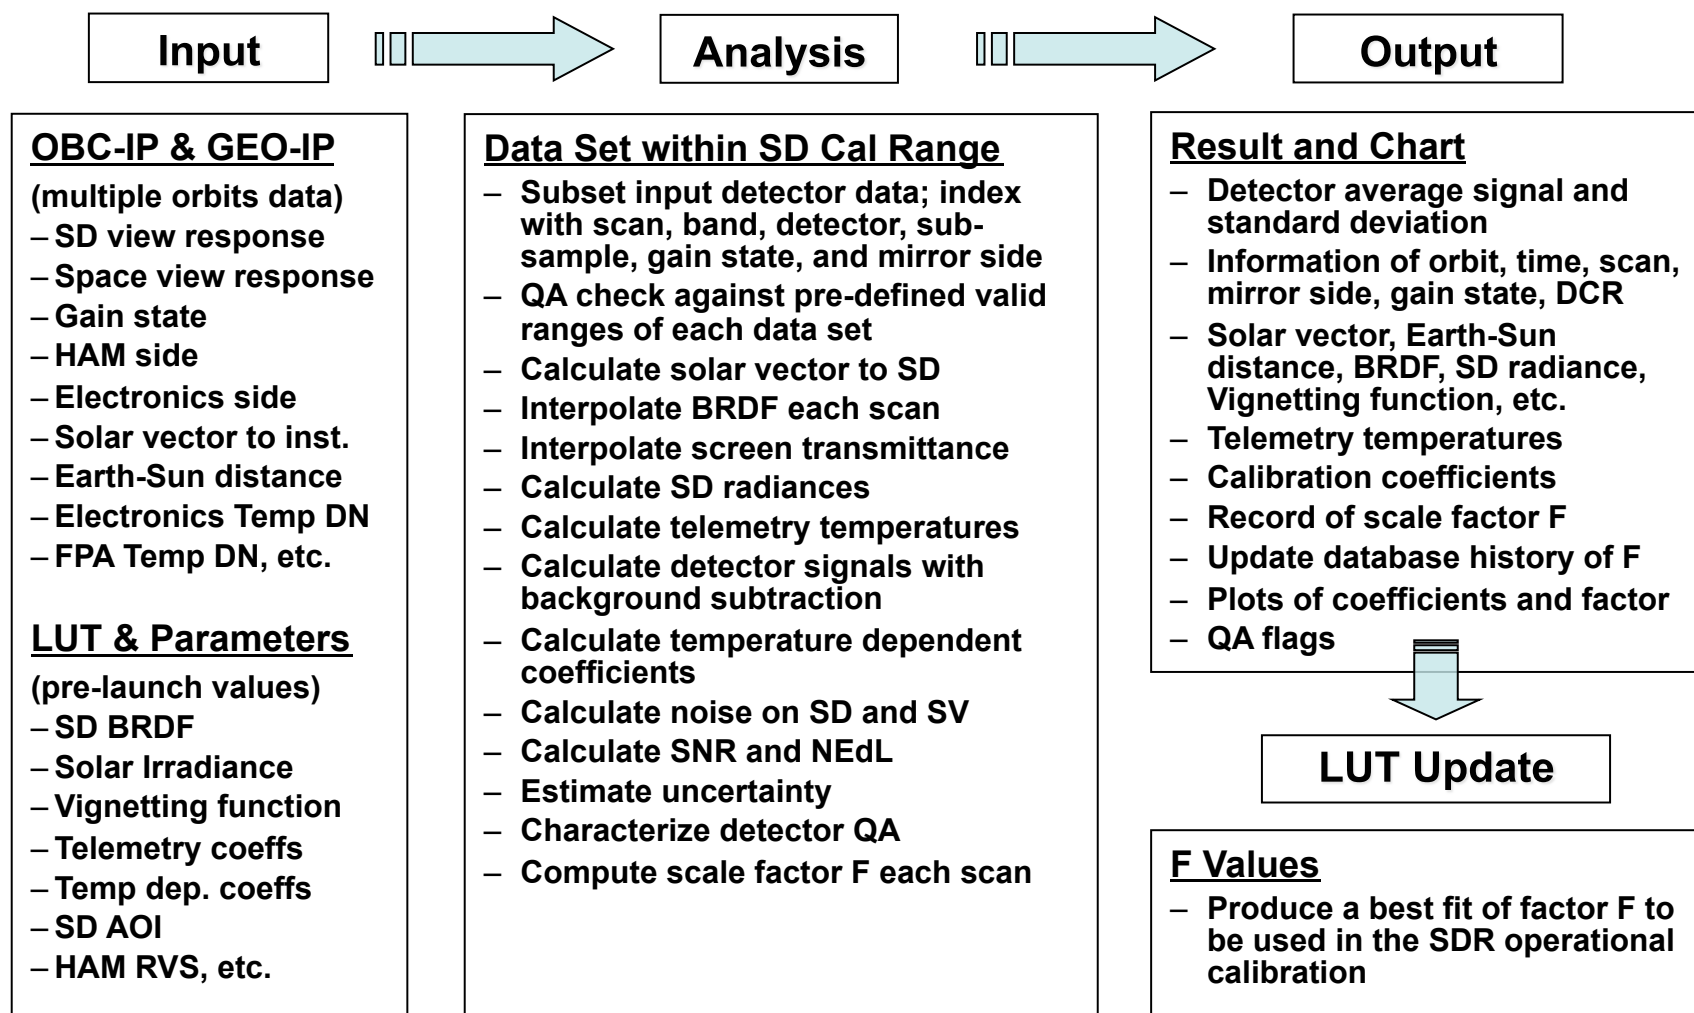 Input
Analysis
Output
OBC-IP & GEO-IP
(multiple orbits data)
– SD view response
– Space view response
– Gain state
– HAM side
– Electronics side
– Solar vector to inst.
– Earth-Sun distance
– Electronics Temp DN
– FPA Temp DN, etc.
LUT & Parameters
(pre-launch values)
– SD BRDF
– Solar Irradiance
– Vignetting function
– Telemetry coeffs
– Temp dep. coeffs
– SD AOI
– HAM RVS, etc.
Data Set within SD Cal Range
– Subset input detector data; index
with scan, band, detector, sub-
sample, gain state, and mirror side
– QA check against pre-defined valid
ranges of each data set
– Calculate solar vector to SD
– Interpolate BRDF each scan
– Interpolate screen transmittance
– Calculate SD radiances
– Calculate telemetry temperatures
– Calculate detector signals with
background subtraction
– Calculate temperature dependent
coefficients
– Calculate noise on SD and SV
– Calculate SNR and NEdL
– Estimate uncertainty
– Characterize detector QA
– Compute scale factor F each scan
Result and Chart
– Detector average signal and
standard deviation
– Information of orbit, time, scan,
mirror side, gain state, DCR
– Solar vector, Earth-Sun
distance, BRDF, SD radiance,
Vignetting function, etc.
– Telemetry temperatures
– Calibration coefficients
– Record of scale factor F
– Update database history of F
– Plots of coefficients and factor
– QA flags
LUT Update
F Values
– Produce a best fit of factor F to
be used in the SDR operational
calibration